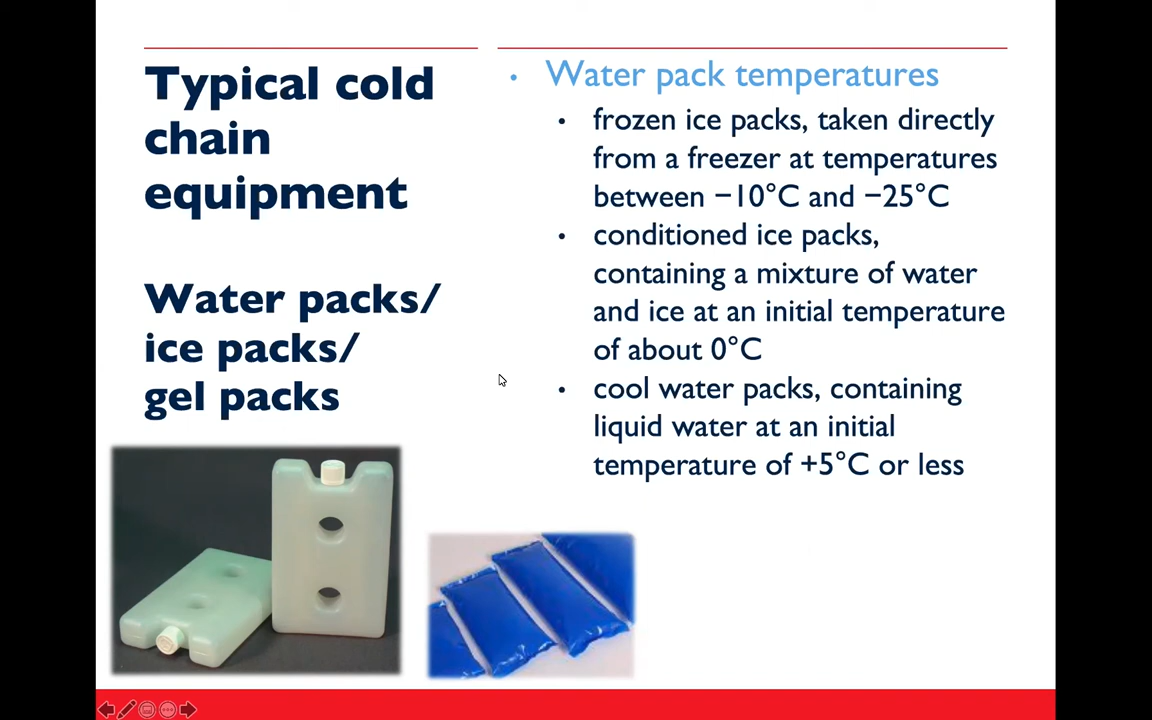 Typical cold
chain
equipment
Water packs/
ice packs/
gel packs
• Water pack temperatures
• frozen ice packs, taken directly
from a freezer at temperatures
between −10°C and −25°C
• conditioned ice packs,
containing a mixture of water
and ice at an initial temperature
of about 0°C
• cool water packs, containing
liquid water at an initial
temperature of +5°C or less